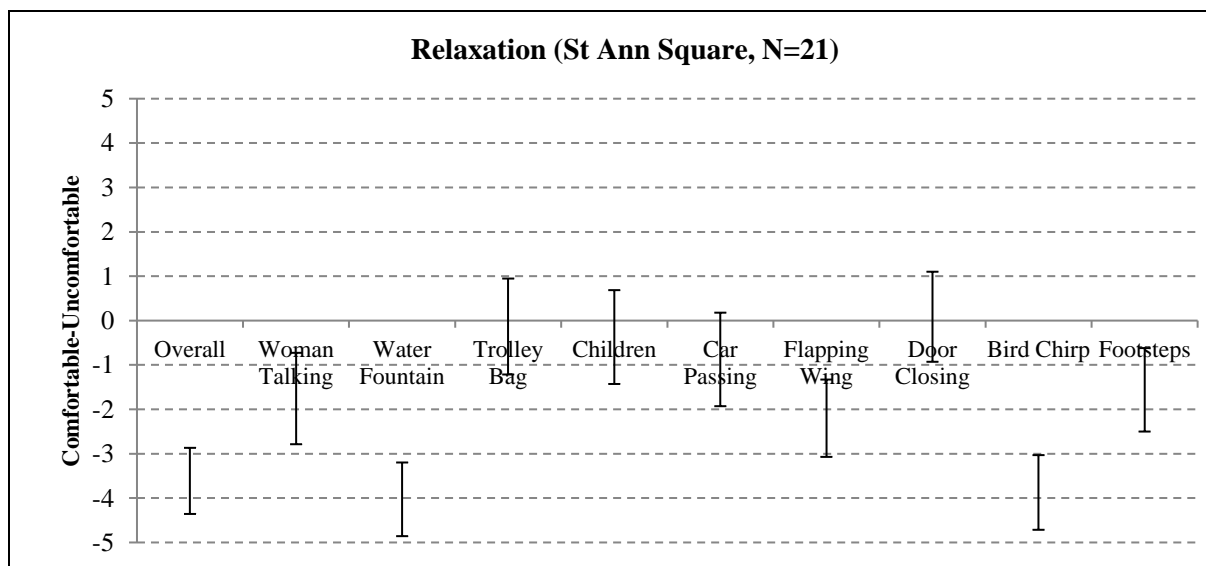 Relaxation (St Ann Square, N=21)
Comfortable-Uncomfortable
5
4
3
2
1
0
-1
-2
-3
-4
-5
Overall
Woman
Talking
Water
Fountain
Trolley
Bag
Children
Car
Passing
Flapping
Wing
Door
Closing
Bird Chirp
Footsteps